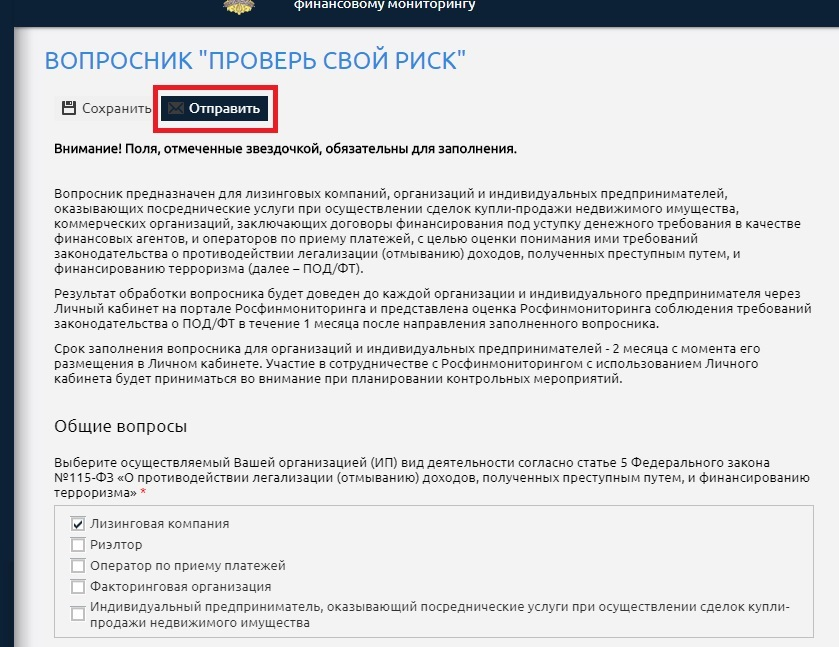 финансовому мониторингу
ВОПРОСНИК "ПРОВЕРЬ СВОЙ РИСК"
Сохранить Отправить
Внимание! Поля, отмеченные звездочкой, обязательны для заполнения.
Вопросник предназначен для лизинговых компаний, организаций и индивидуальных предпринимателей,
оказывающих посреднические услуги при осуществлении сделок купли-продажи недвижимого имущества,
коммерческих организаций, заключающих договоры финансирования под уступку денежного требования в качестве
финансовых агентов, и операторов по приему платежей, с целью оценки понимания ими требований
законодательства о противодействии легализации (отмыванию) доходов, полученных преступным путем, и
финансированию терроризма (далее – ПОД/ФТ).
Результат обработки вопросника будет доведен до каждой организации и индивидуального предпринимателя через
Личный кабинет на портале Росфинмониторинга и представлена оценка Росфинмониторинга соблюдения требований
законодательства о ПОД/ФТ в течение 1 месяца после направления заполненного вопросника.
Срок заполнения вопросника для организаций и индивидуальных предпринимателей - 2 месяца с момента его
размещения в Личном кабинете. Участие в сотрудничестве с Росфинмониторингом с использованием Личного
кабинета будет приниматься во внимание при планировании контрольных мероприятий.
Общие вопросы
Выберите осуществляемый Вашей организацией (ИП) вид деятельности согласно статье 5 Федерального закона
№115-ФЗ «О противодействии легализации (отмыванию) доходов, полученных преступным путем, и финансированию
терроризма» *
Лизинговая компания
Риэлтор
Оператор по приему платежей
Факторинговая организация
Индивидуальный предприниматель, оказывающий посреднические услуги при осуществлении сделок купли-
продажи недвижимого имущества